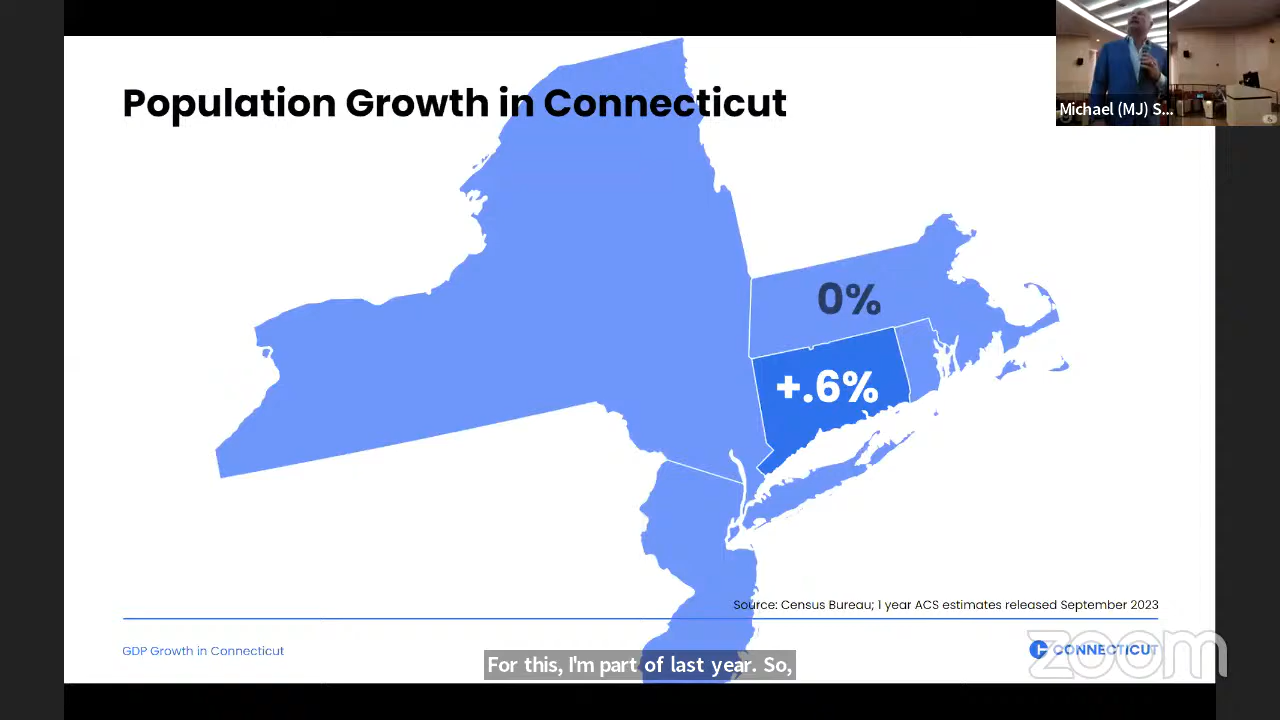 Population Growth in Connecticut
Michael (MJ) S...
0%
+.6%
Source: Census Bureau; 1 year ACS estimates released September 2023
GDP Growth in Connecticut
CONNECTICUT
zoom
For this, I'm part of last year. So,